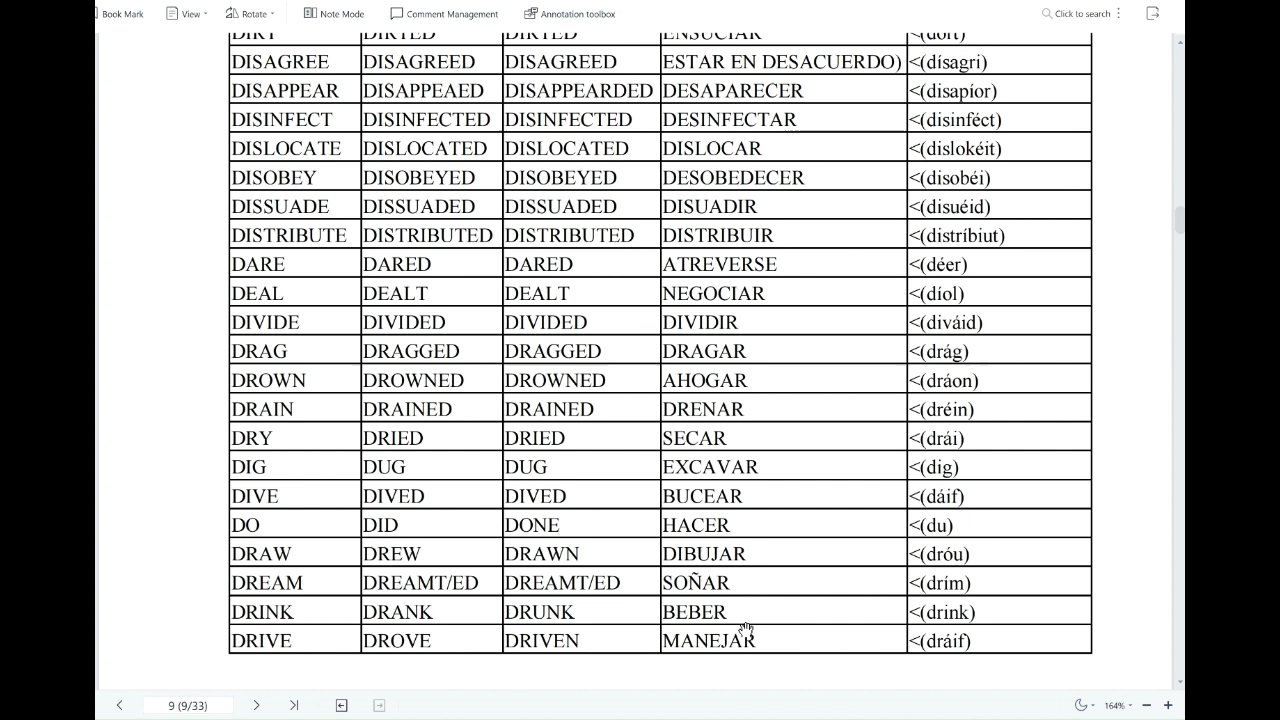 Book Mark View Rotate Note Mode Comment Management Annotation toolbox Click to search
DIRT DIRTED DIRTED ENSUCIAR <(dort)
DISAGREE DISAGREED DISAGREED ESTAR EN DESACUERDO) <(dísagri)
DISAPPEAR DISAPPEAED DISAPPEARDED DESAPARECER <(disapíor)
DISINFECT DISINFECTED DISINFECTED DESINFECTAR <(disinféct)
DISLOCATE DISLOCATED DISLOCATED DISLOCAR <(dislokéit)
DISOBEY DISOBEYED DISOBEYED DESOBEDECER <(disobéi)
DISSUADE DISSUADED DISSUADED DISUADIR <(disuéid)
DISTRIBUTE DISTRIBUTED DISTRIBUTED DISTRIBUIR <(distríbiut)
DARE DARED DARED ATREVERSE <(déer)
DEAL DEALT DEALT NEGOCIAR <(díol)
DIVIDE DIVIDED DIVIDED DIVIDIR <(diváid)
DRAG DRAGGED DRAGGED DRAGAR <(drág)
DROWN DROWNED DROWNED AHOGAR <(dráon)
DRAIN DRAINED DRAINED DRENAR <(dréin)
DRY DRIED DRIED SECAR <(drái)
DIG DUG DUG EXCAVAR <(dig)
DIVE DIVED DIVED BUCEAR <(dáif)
DO DID DONE HACER <(du)
DRAW DREW DRAWN DIBUJAR <(dróu)
DREAM DREAMT/ED DREAMT/ED SOÑAR <(drím)
DRINK DRANK DRUNK BEBER <(drink)
DRIVE DROVE DRIVEN MANEJAR <(dráif)
9 (9/33) 164%